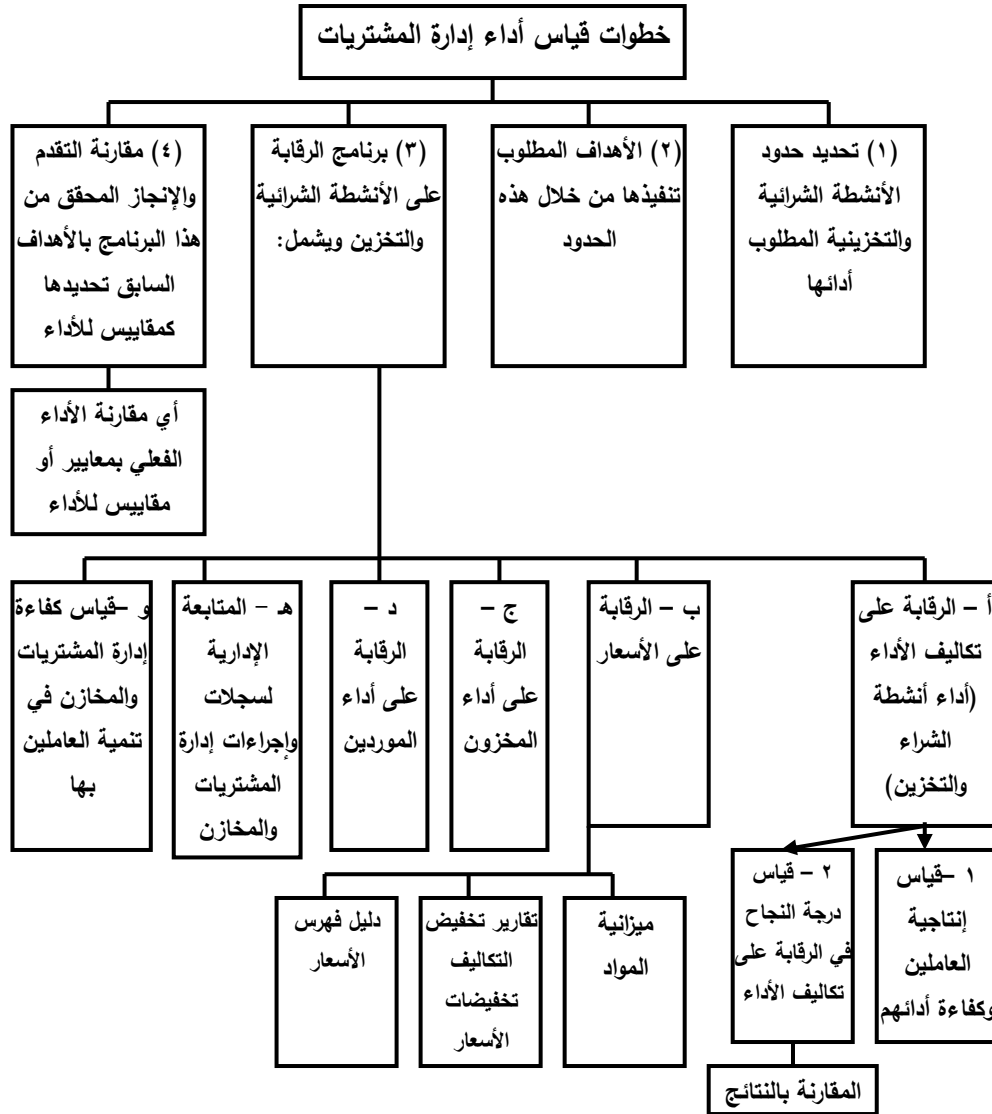 خطوات قياس أداء إدارة المشتريات
(١) تحديد حدود
الأنشطة الشرائية
والتخزينية المطلوب
أدائها
(٢) الأهداف المطلوب
تنفيذها من خلال هذه
الحدود
(٣) برنامج الرقابة
على الأنشطة الشرائية
والتخزين ويشمل:
(٤) مقارنة التقدم
والإنجاز المحقق من
هذا البرنامج بالأهداف
السابق تحديدها
كمقاييس للأداء
أي مقارنة الأداء
الفعلي بمعايير أو
مقاييس للأداء
أ – الرقابة على
تكاليف الأداء
(أداء أنشطة
الشراء
والتخزين)
ب – الرقابة
على الأسعار
ج –
الرقابة
على أداء
المخزون
د –
الرقابة
على أداء
الموردين
هـ – المتابعة
الإدارية
لسجلات
وإجراءات إدارة
المشتريات
والمخازن
و –قياس كفاءة
إدارة المشتريات
والمخازن في
تنمية العاملين
بها
١ –قياس
إنتاجية
العاملين
وكفاءة أدائهم
٢ – قياس
درجة النجاح
في الرقابة على
تكاليف الأداء
المقارنة بالنتائج
ميزانية
المواد
تقارير تخفيض
التكاليف
تخفيضات
الأسعار
دليل فهرس
الأسعار